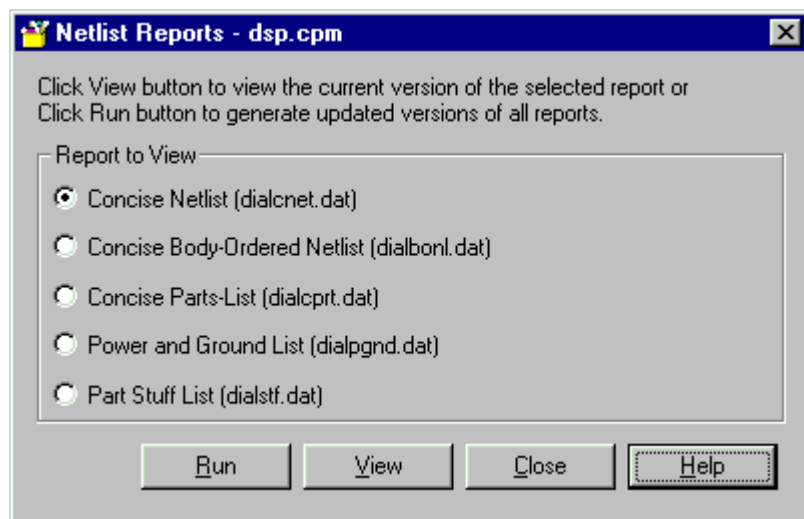 Netlist Reports - dsp.cpm
Click View button to view the current version of the selected report or
Click Run button to generate updated versions of all reports.
Report to View
Concise Netlist (dialcnet.dat)
Concise Body-Ordered Netlist (dialbonl.dat)
Concise Parts-List (dialcprt.dat)
Power and Ground List (dialpgnd.dat)
Part Stuff List (dialstf.dat)
Run View Close Help